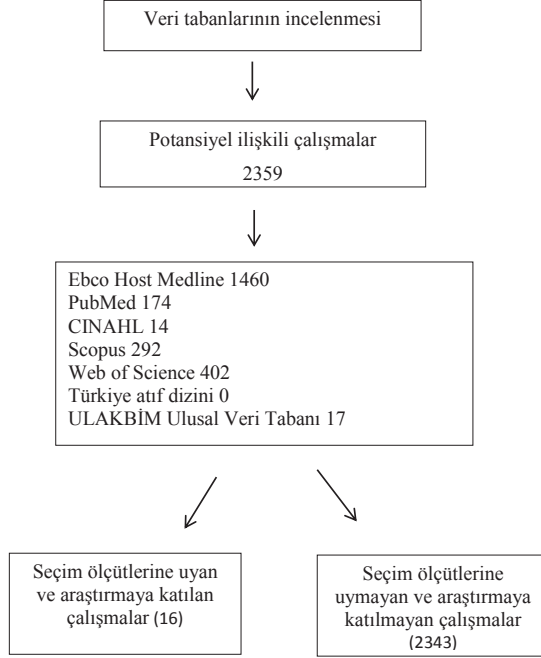 Veri tabanlarının incelenmesi
Potansiyel ilişkili çalışmalar
2359
Ebco Host Medline 1460
PubMed 174
CINAHL 14
Scopus 292
Web of Science 402
Türkiye atıf dizini 0
ULAKBİM Ulusal Veri Tabanı 17
Seçim ölçütlerine uyan
ve araştırmaya katılan
çalışmalar (16)
Seçim ölçütlerine
uymayan ve araştırmaya
katılmayan çalışmalar
(2343)